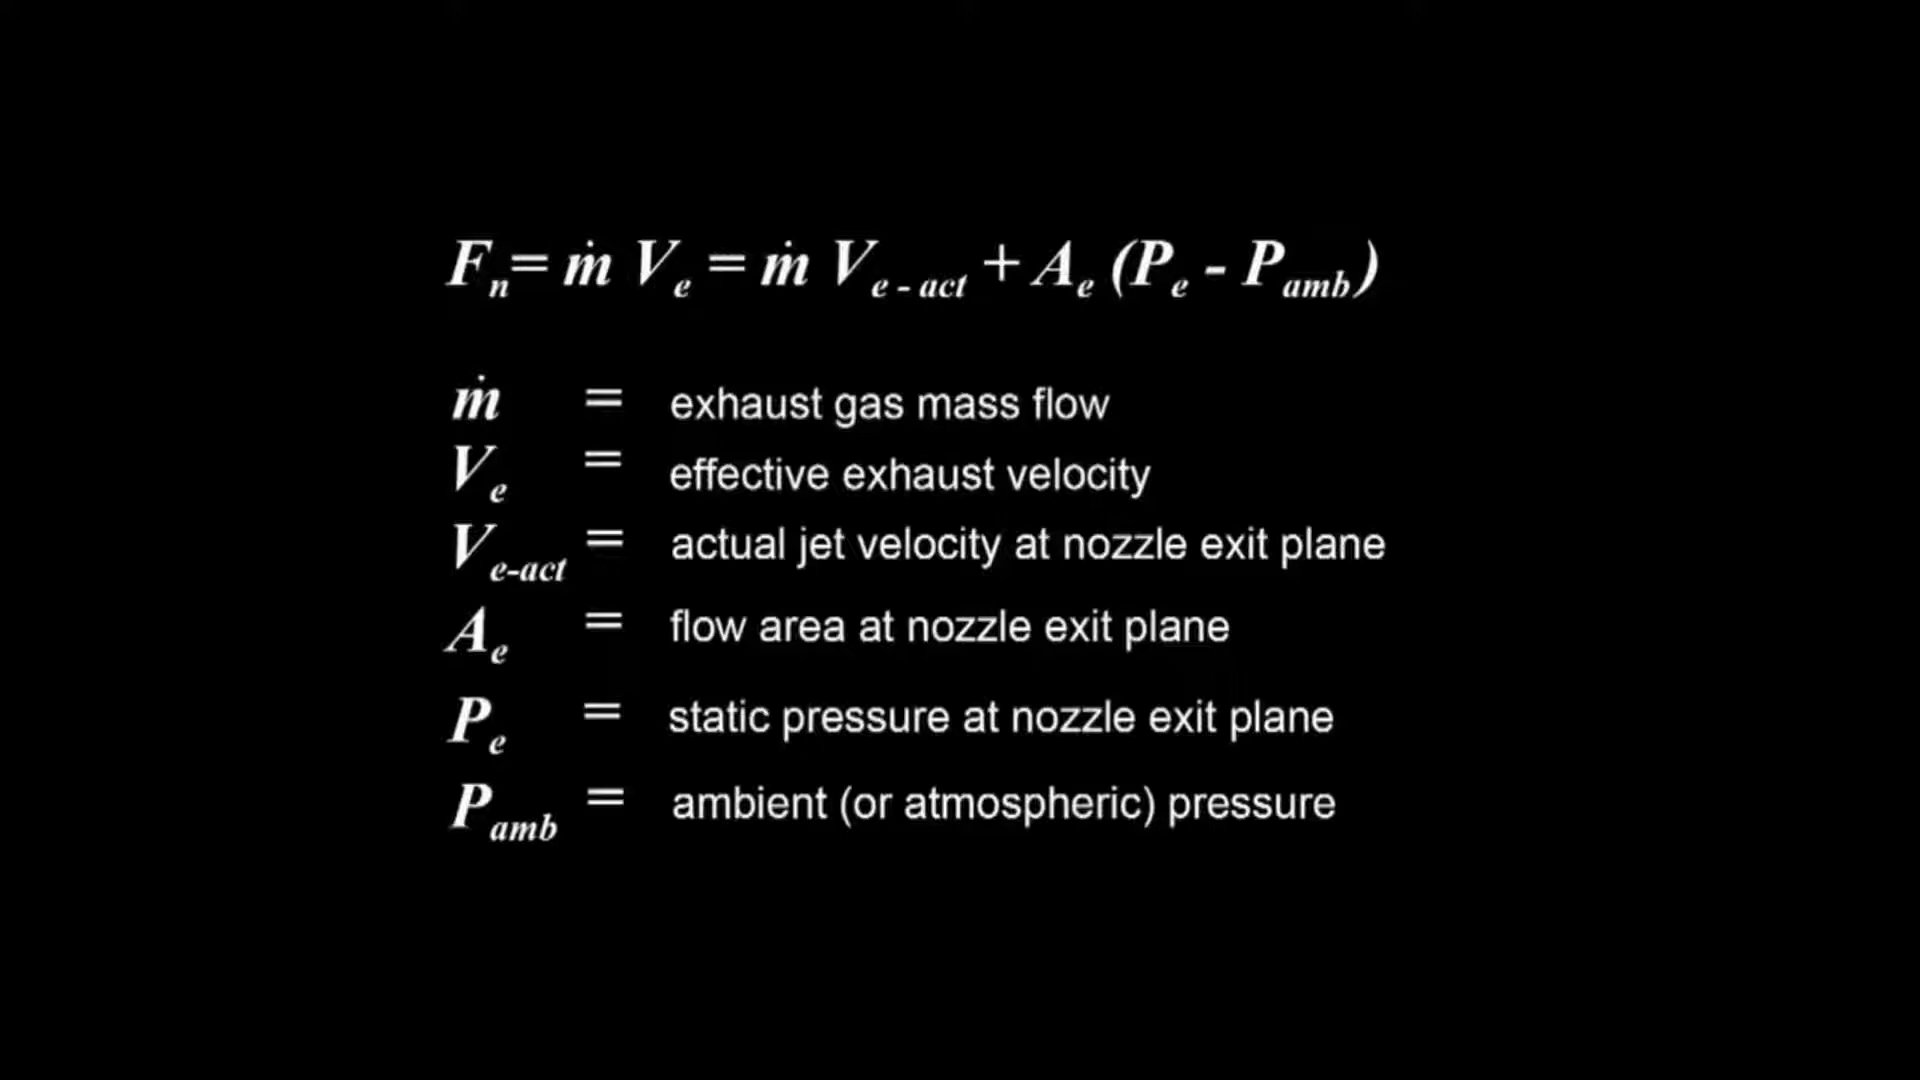 Fn= ṁ Ve = ṁ Ve - act + Ae (Pe - Pamb)
ṁ = exhaust gas mass flow
Ve = effective exhaust velocity
Ve-act = actual jet velocity at nozzle exit plane
Ae = flow area at nozzle exit plane
Pe = static pressure at nozzle exit plane
Pamb = ambient (or atmospheric) pressure